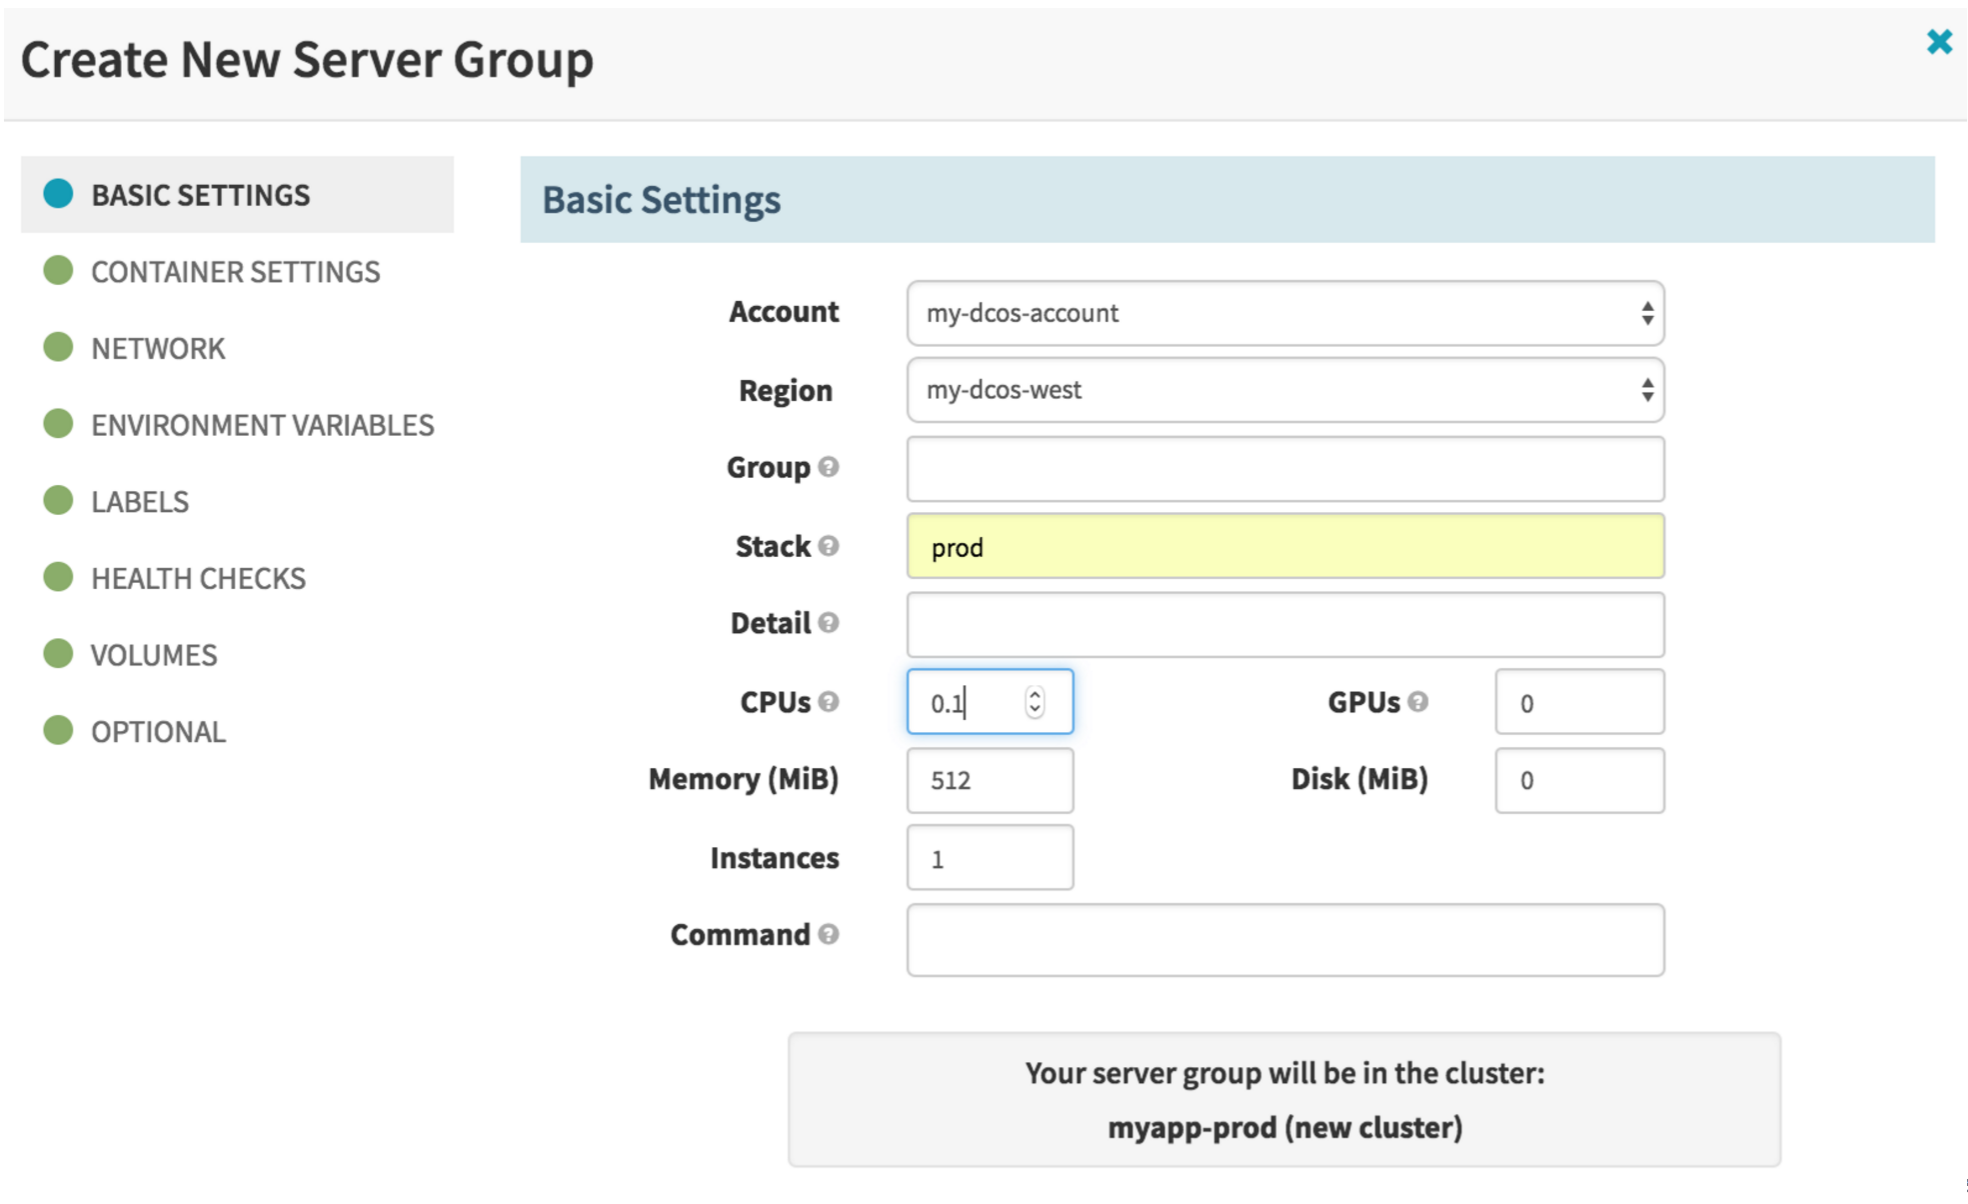 Create New Server Group
BASIC SETTINGS
CONTAINER SETTINGS
NETWORK
ENVIRONMENT VARIABLES
LABELS
HEALTH CHECKS
VOLUMES
OPTIONAL
Basic Settings
Account my-dcos-account
Region my-dcos-west
Group
Stack prod
Detail
CPUs 0.1 GPUs 0
Memory (MiB) 512 Disk (MiB) 0
Instances 1
Command
Your server group will be in the cluster:
myapp-prod (new cluster)